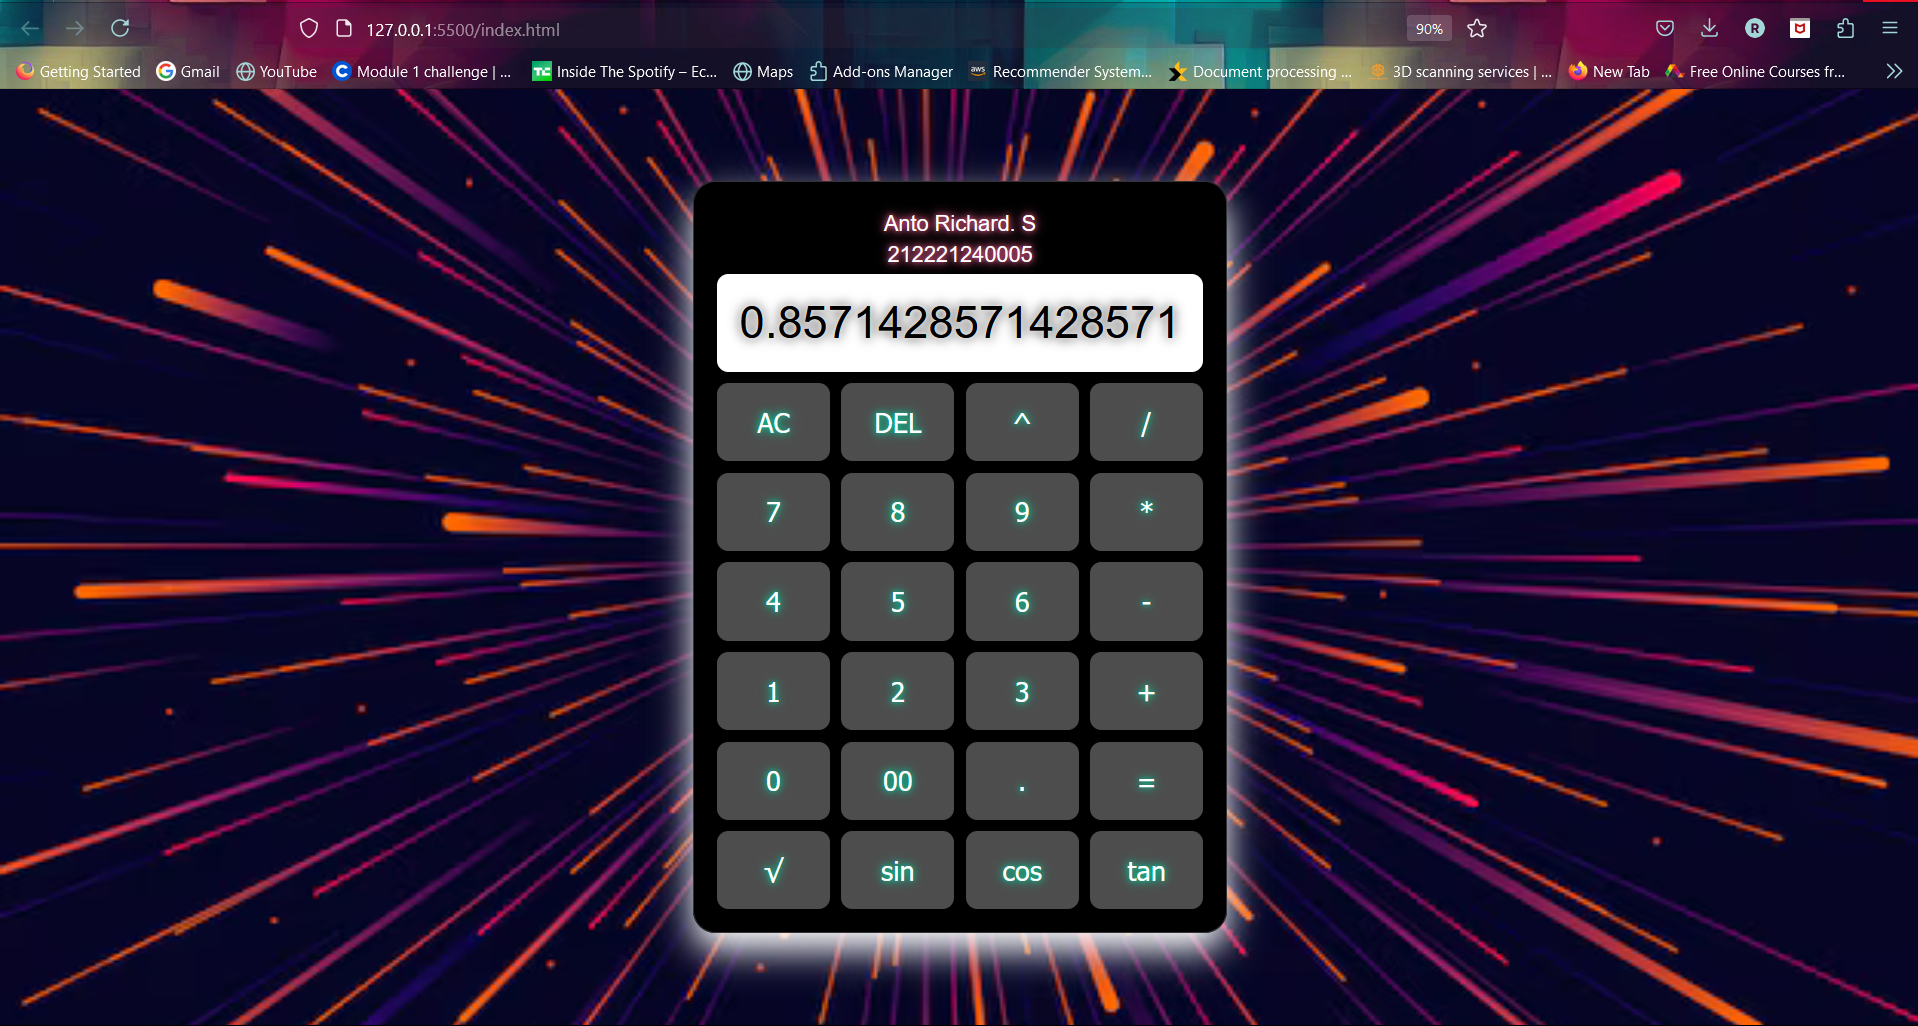 127.0.0.1:5500/index.html
90%
R
Getting Started
Gmail
YouTube
C
Module 1 challenge | ...
TC
Inside The Spotify – Ec...
Maps
Add-ons Manager
aws
Recommender System...
Document processing ...
3D scanning services | ...
New Tab
Free Online Courses fr...
Anto Richard. S
212221240005
0.8571428571428571
AC DEL ^ /
7 8 9 *
4 5 6 -
1 2 3 +
0 00 . =
√ sin cos tan